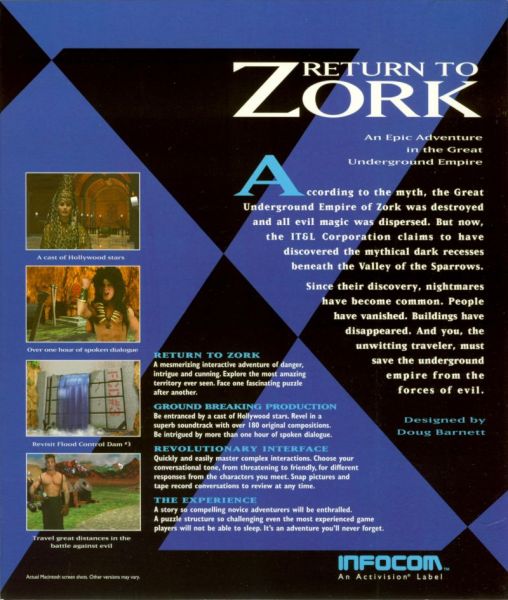 RETURN TO
ZORK
An Epic Adventure
in the Great
Underground Empire
According to the myth, the Great
Underground Empire of Zork was destroyed
and all evil magic was dispersed. But now,
the IT&L Corporation claims to have
discovered the mythical dark recesses
beneath the Valley of the Sparrows.
Since their discovery, nightmares
have become common. People
have vanished. Buildings have
disappeared. And you, the
unwitting traveler, must
save the underground
empire from the
forces of evil.
Designed by
Doug Barnett
A cast of Hollywood stars
Over one hour of spoken dialogue
FCD#3
Revisit Flood Control Dam #3
Travel great distances in the
battle against evil
RETURN TO ZORK
A mesmerizing interactive adventure of danger,
intrigue and cunning. Explore the most amazing
territory ever seen. Face one fascinating puzzle
after another.
GROUND BREAKING PRODUCTION
Be entranced by a cast of Hollywood stars. Revel in a
superb soundtrack with over 180 original compositions.
Be intrigued by more than one hour of spoken dialogue.
REVOLUTIONARY INTERFACE
Quickly and easily master complex interactions. Choose your
conversational tone, from threatening to friendly, for different
responses from the characters you meet. Snap pictures and
tape record conversations to review at any time.
THE EXPERIENCE
A story so compelling novice adventurers will be enthralled.
A puzzle structure so challenging even the most experienced game
players will not be able to sleep. It's an adventure you'll never forget.
INFOCOM™
An Activision® Label
Actual Macintosh screen shots. Other versions may vary.